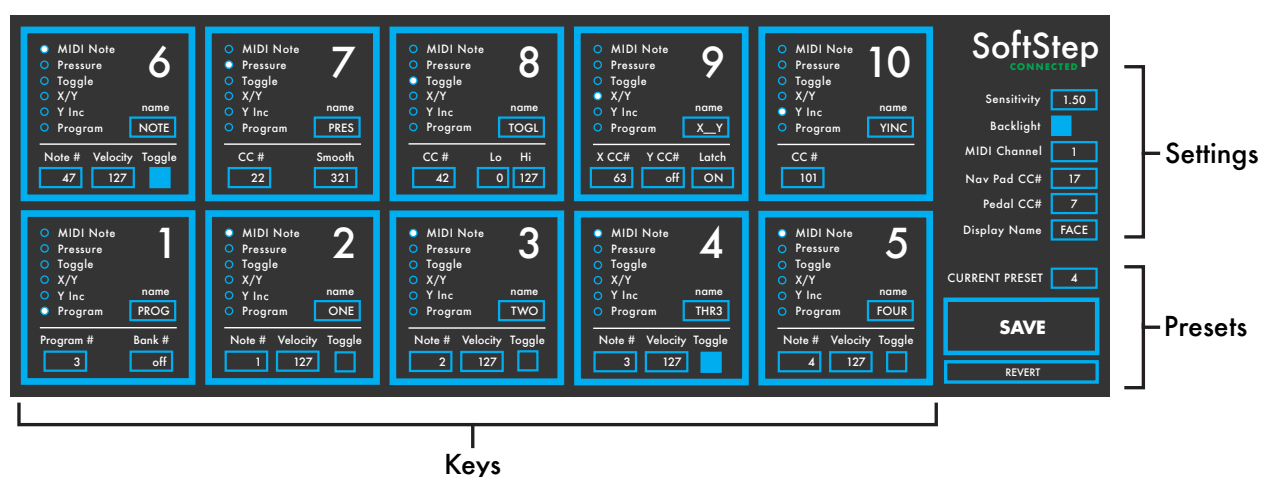 6
MIDI Note
Pressure
Toggle
X/Y
Y Inc
Program
name
NOTE
Note # Velocity Toggle
47 127
7
MIDI Note
Pressure
Toggle
X/Y
Y Inc
Program
name
PRES
CC # Smooth
22 321
8
MIDI Note
Pressure
Toggle
X/Y
Y Inc
Program
name
TOGL
CC # Lo Hi
42 0 127
9
MIDI Note
Pressure
Toggle
X/Y
Y Inc
Program
name
X__Y
X CC# Y CC# Latch
63 off ON
10
MIDI Note
Pressure
Toggle
X/Y
Y Inc
Program
name
YINC
CC #
101
1
MIDI Note
Pressure
Toggle
X/Y
Y Inc
Program
name
PROG
Program # Bank #
3 off
2
MIDI Note
Pressure
Toggle
X/Y
Y Inc
Program
name
ONE
Note # Velocity Toggle
1 127
3
MIDI Note
Pressure
Toggle
X/Y
Y Inc
Program
name
TWO
Note # Velocity Toggle
2 127
4
MIDI Note
Pressure
Toggle
X/Y
Y Inc
Program
name
THR3
Note # Velocity Toggle
3 127
5
MIDI Note
Pressure
Toggle
X/Y
Y Inc
Program
name
FOUR
Note # Velocity Toggle
4 127
SoftStep
CONNECTED
Sensitivity 1.50
Backlight
MIDI Channel 1
Nav Pad CC# 17
Pedal CC# 7
Display Name FACE
CURRENT PRESET 4
SAVE
REVERT
Settings
Presets
Keys